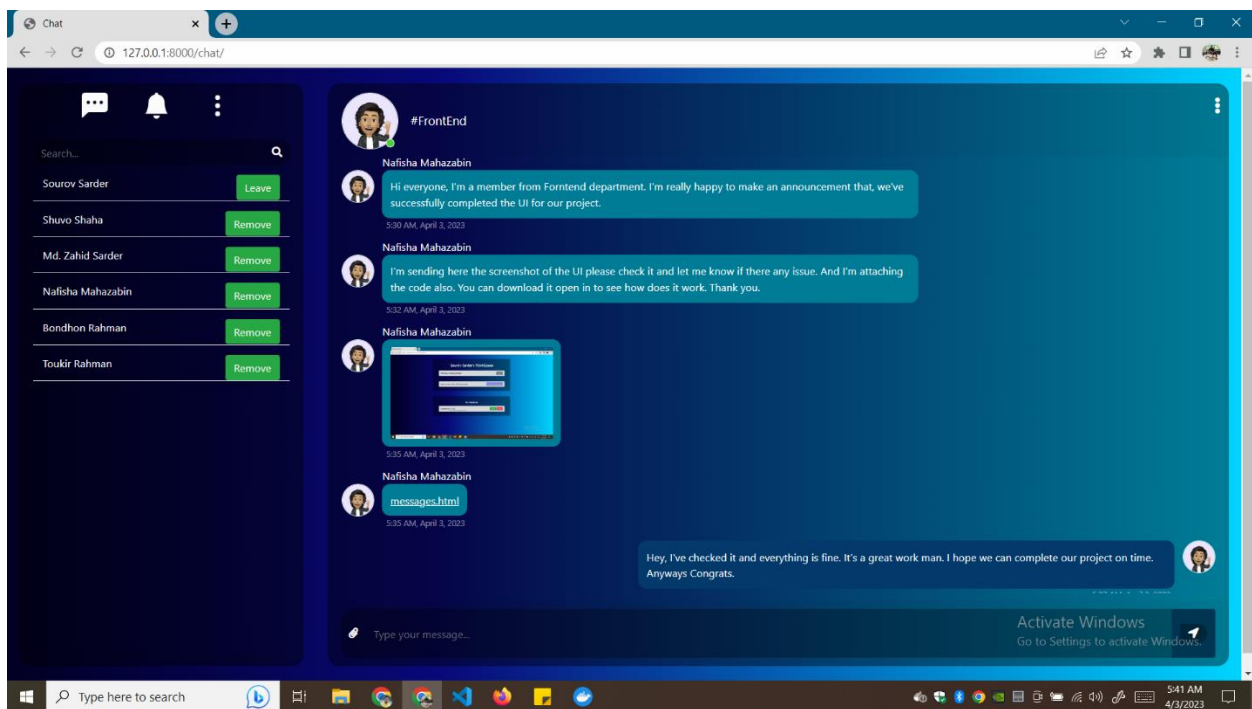 Chat
127.0.0.1:8000/chat/
Search...
Sourov Sarder
Leave
Shuvo Shaha
Remove
Md. Zahid Sarder
Remove
Nafisha Mahazabin
Remove
Bondhon Rahman
Remove
Toukir Rahman
Remove
#FrontEnd
Nafisha Mahazabin
Hi everyone, I'm a member from Forntend department. I'm really happy to make an announcement that, we've
successfully completed the UI for our project.
5:30 AM, April 3, 2023
Nafisha Mahazabin
I'm sending here the screenshot of the UI please check it and let me know if there any issue. And I'm attaching
the code also. You can download it open in to see how does it work. Thank you.
5:32 AM, April 3, 2023
Nafisha Mahazabin
5:35 AM, April 3, 2023
Nafisha Mahazabin
messages.html
5:35 AM, April 3, 2023
Hey, I've checked it and everything is fine. It's a great work man. I hope we can complete our project on time.
Anyways Congrats.
Type your message...
Activate Windows
Go to Settings to activate Windows.
Type here to search
5:41 AM
4/3/2023